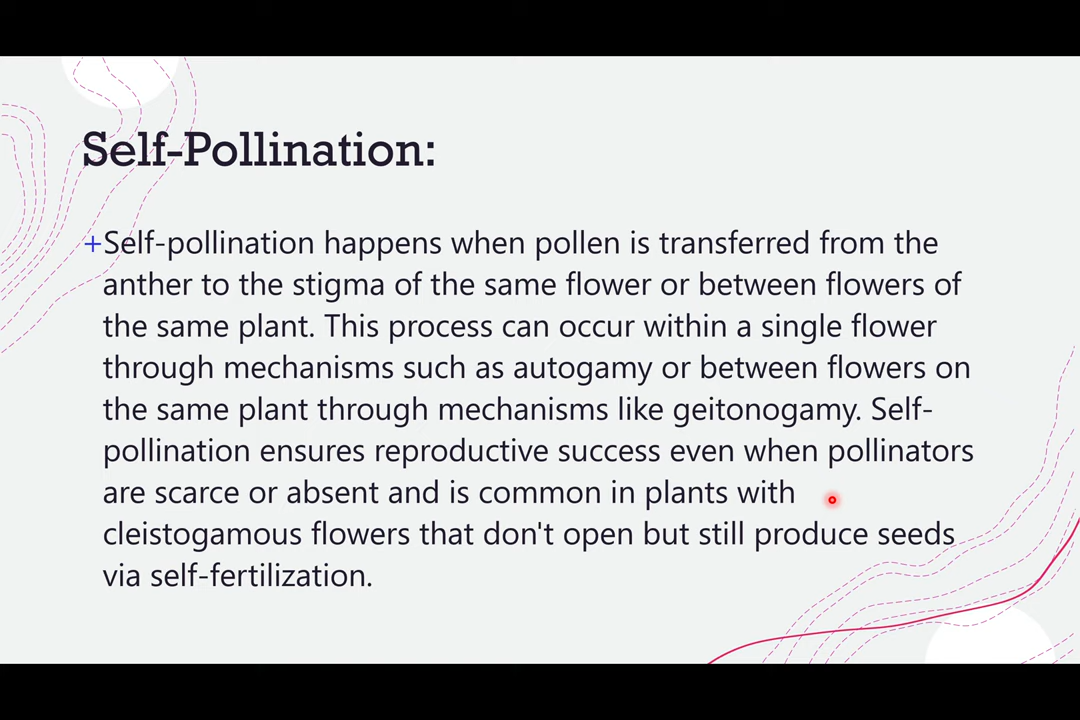 Self-Pollination:
+Self-pollination happens when pollen is transferred from the
anther to the stigma of the same flower or between flowers of
the same plant. This process can occur within a single flower
through mechanisms such as autogamy or between flowers on
the same plant through mechanisms like geitonogamy. Self-
pollination ensures reproductive success even when pollinators
are scarce or absent and is common in plants with
cleistogamous flowers that don't open but still produce seeds
via self-fertilization.